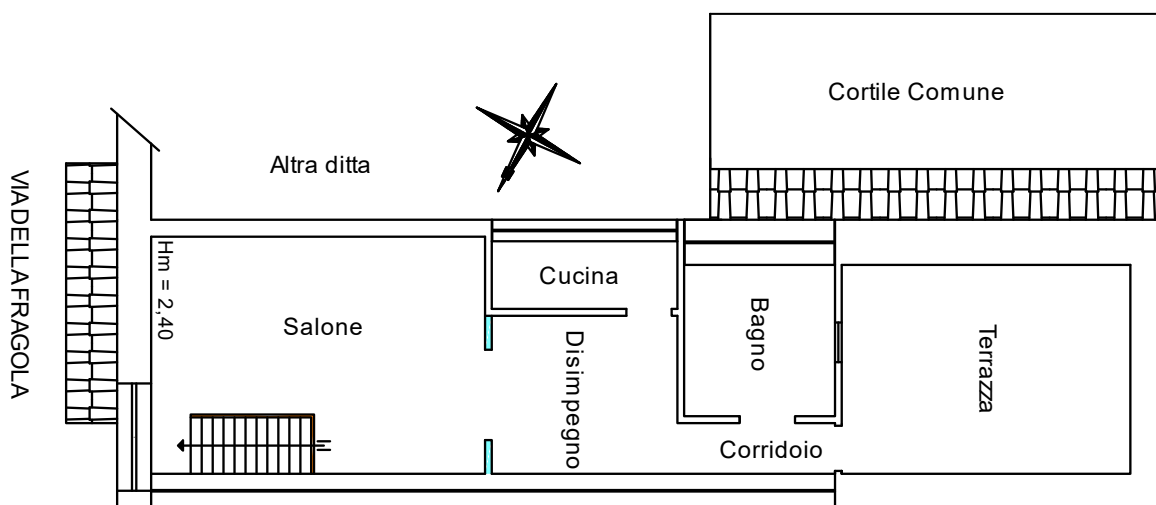 Cortile Comune
Altra ditta
VIA DELLA FRAGOLA
Hm = 2,40
Salone
Cucina
Disimpegno
Bagno
Terrazza
Corridoio